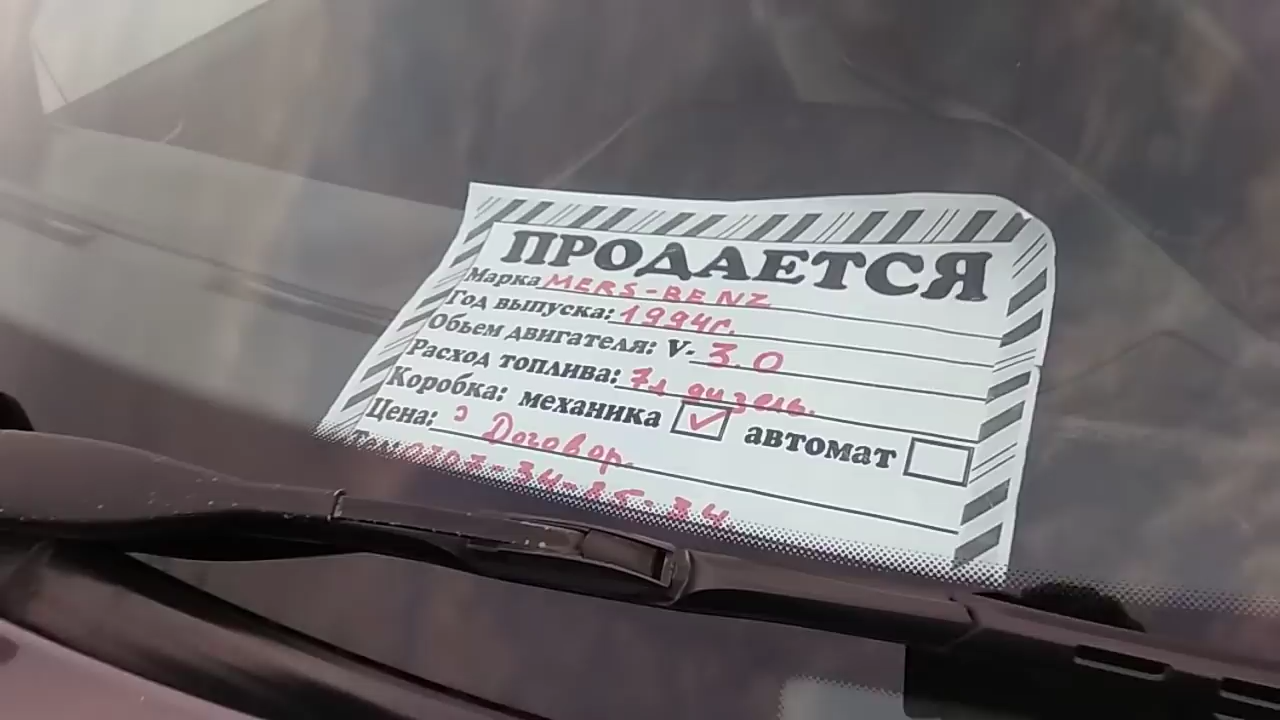 ПРОДАЕТСЯ
Марка MERS-BENZ
Год выпуска: 1994г.
Обьем двигателя: V- 3.0
Расход топлива: 7л дизель.
Коробка: механика автомат
Цена: Договор.